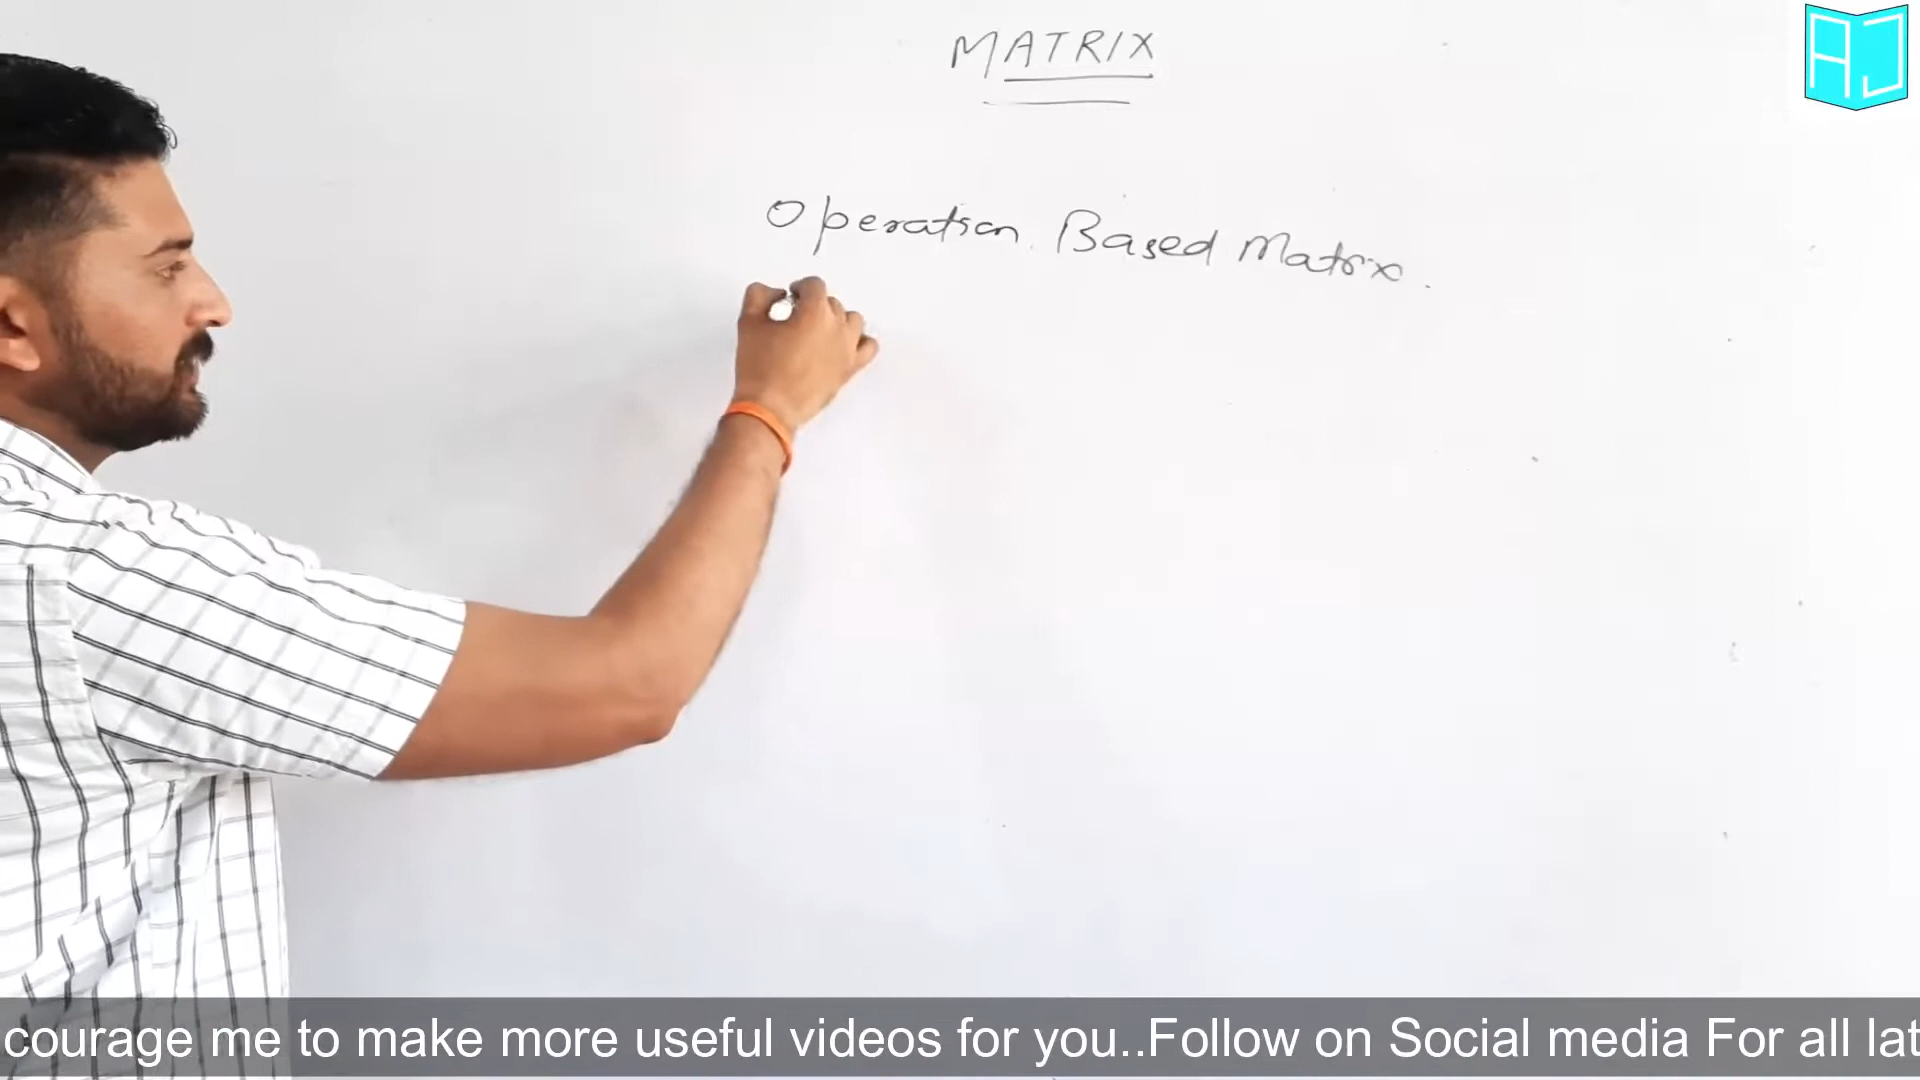 MATRIX
AJ
Operation Based Matrix.
courage me to make more useful videos for you..Follow on Social media For all lat